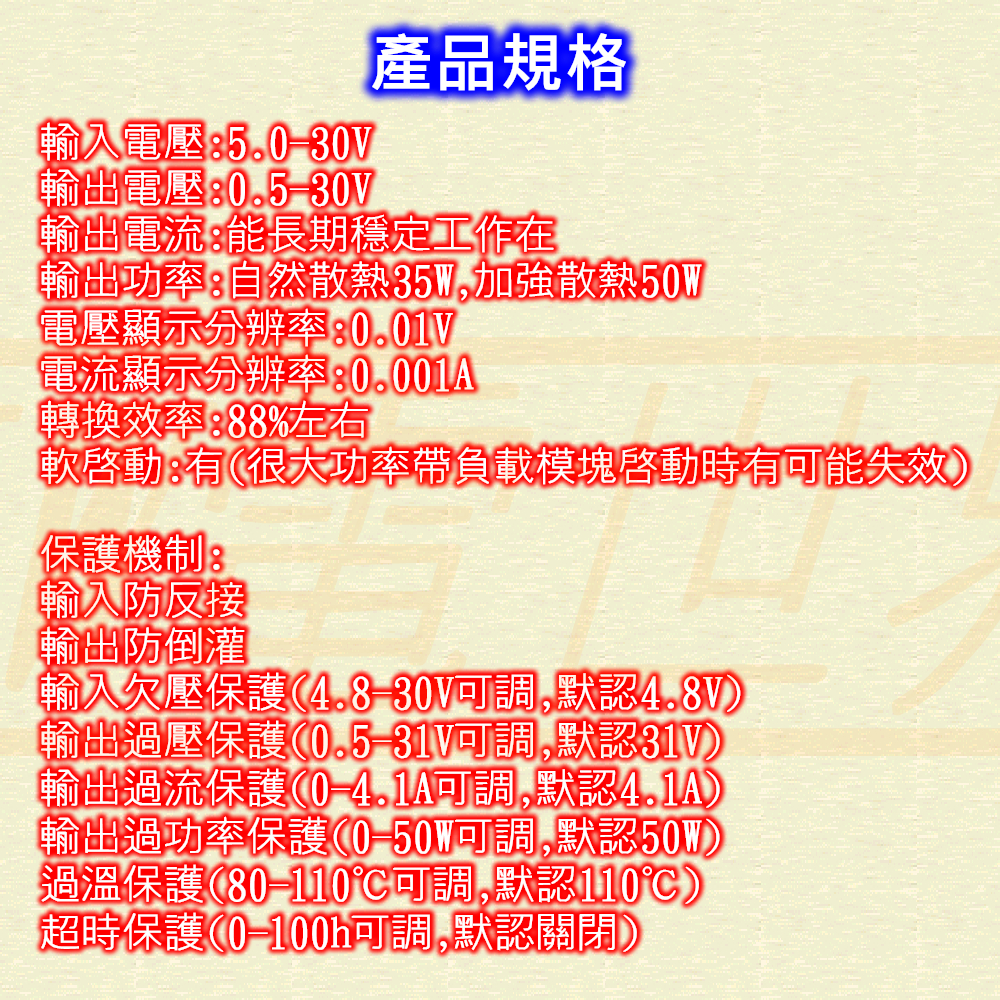 產品規格
輸入電壓:5.0-30V
輸出電壓:0.5-30V
輸出電流:能長期穩定工作在
輸出功率:自然散熱35W,加強散熱50W
電壓顯示分辨率:0.01V
電流顯示分辨率:0.001A
轉換效率:88%左右
軟啓動:有(很大功率帶負載模塊啓動時有可能失效)
保護機制:
輸入防反接
輸出防倒灌
輸入欠壓保護(4.8-30V可調,默認4.8V)
輸出過壓保護(0.5-31V可調,默認31V)
輸出過流保護(0-4.1A可調,默認4.1A)
輸出過功率保護(0-50W可調,默認50W)
過溫保護(80-110℃可調,默認110℃)
超時保護(0-100h可調,默認關閉)